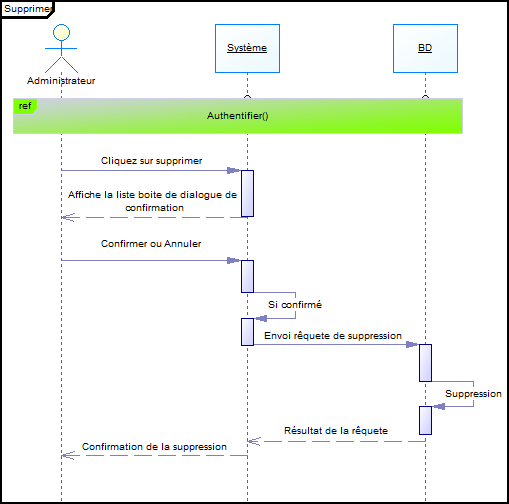 Supprimer
Administrateur
Système
BD
ref
Authentifier()
Cliquez sur supprimer
Affiche la liste boite de dialogue de
confirmation
Confirmer ou Annuler
Si confirmé
Envoi rêquete de suppression
Suppression
Résultat de la rêquete
Confirmation de la suppression